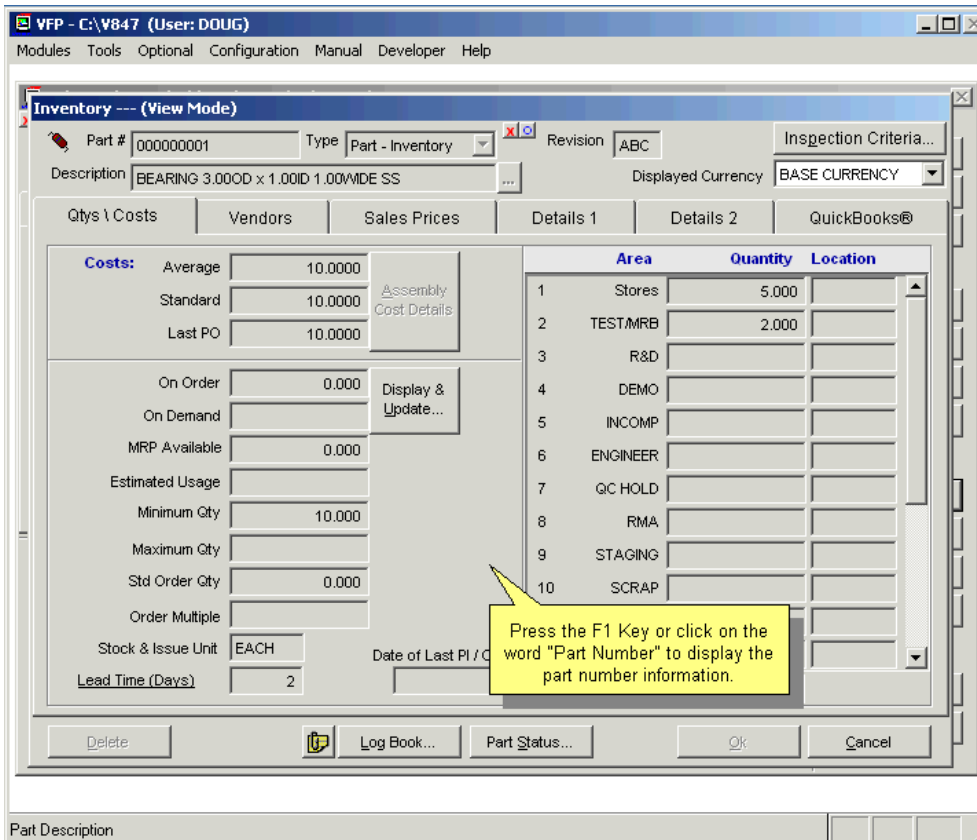 VFP - C:\V847 (User: DOUG)
Modules Tools Optional Configuration Manual Developer Help
Inventory --- (View Mode)
Part # 000000001 Type Part - Inventory Revision ABC Inspection Criteria...
Description BEARING 3.00OD x 1.00ID 1.00WIDE SS ... Displayed Currency BASE CURRENCY
Qtys \ Costs Vendors Sales Prices Details 1 Details 2 QuickBooks®
Costs: Average 10.0000
Standard 10.0000
Last PO 10.0000
Assembly
Cost Details
On Order 0.000
On Demand
MRP Available 0.000
Estimated Usage
Minimum Qty 10.000
Maximum Qty
Std Order Qty 0.000
Order Multiple
Stock & Issue Unit EACH
Lead Time (Days) 2
Display &
Update...
Date of Last PI / C
Area Quantity Location
1 Stores 5.000
2 TEST/MRB 2.000
3 R&D
4 DEMO
5 INCOMP
6 ENGINEER
7 QC HOLD
8 RMA
9 STAGING
10 SCRAP
Press the F1 Key or click on the
word "Part Number" to display the
part number information.
Delete Log Book... Part Status... Ok Cancel
Part Description